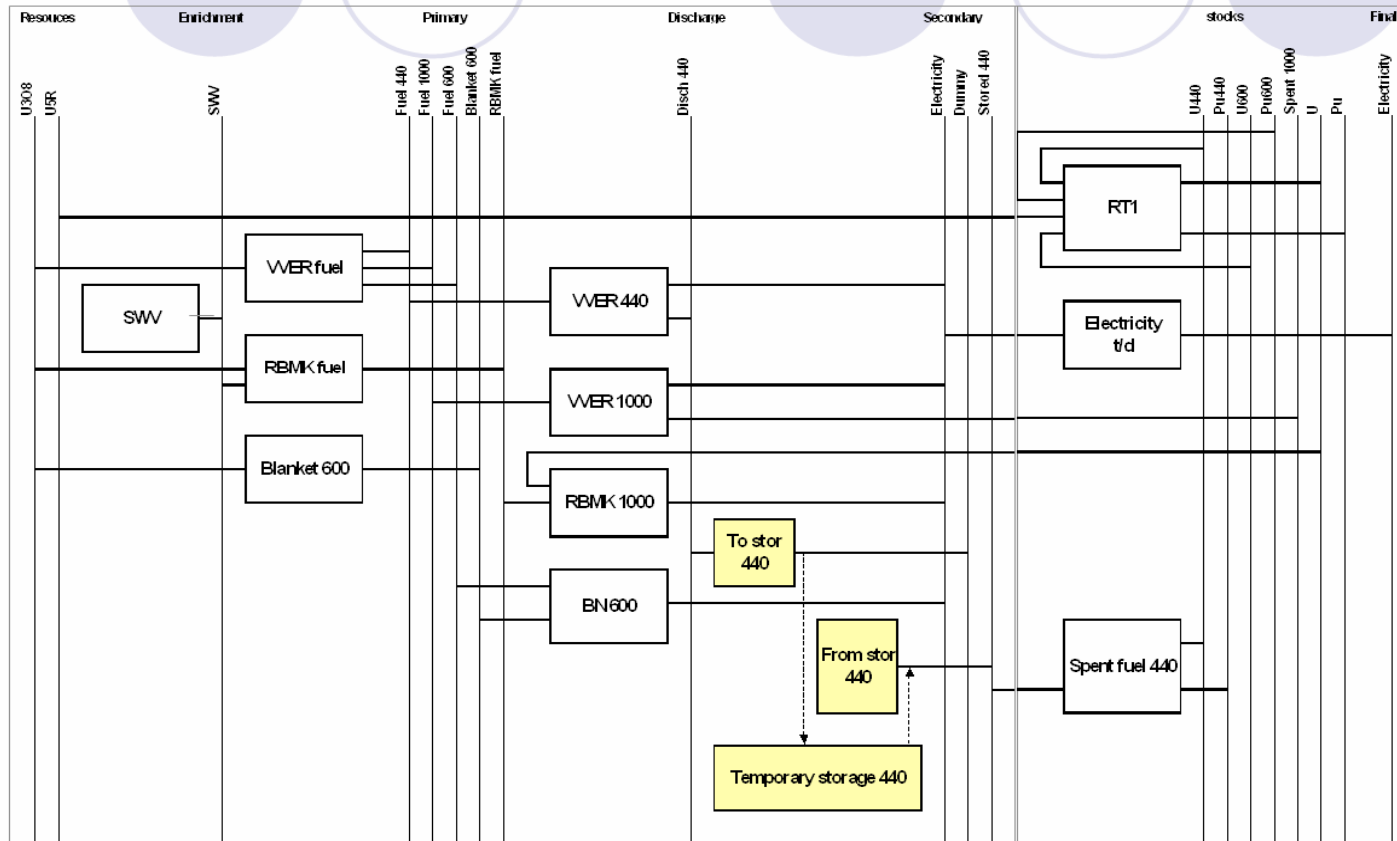 Resouces Enrichment Primary Discharge Secondary stocks Final
U3O8
U5R
SWV
Fuel 440
Fuel 1000
Fuel 600
Blanket 600
RBMK fuel
Disch 440
Electricity
Dummy
Stored 440
U440
Pu440
U600
Pu600
Spent 1000
U
Pu
Electricity
RT1
VVER fuel
SWV
VVER 440
Electricity
t/d
RBMK fuel
VVER 1000
Blanket 600
RBMK 1000
To stor
440
BN600
From stor
440
Spent fuel 440
Temporary storage 440